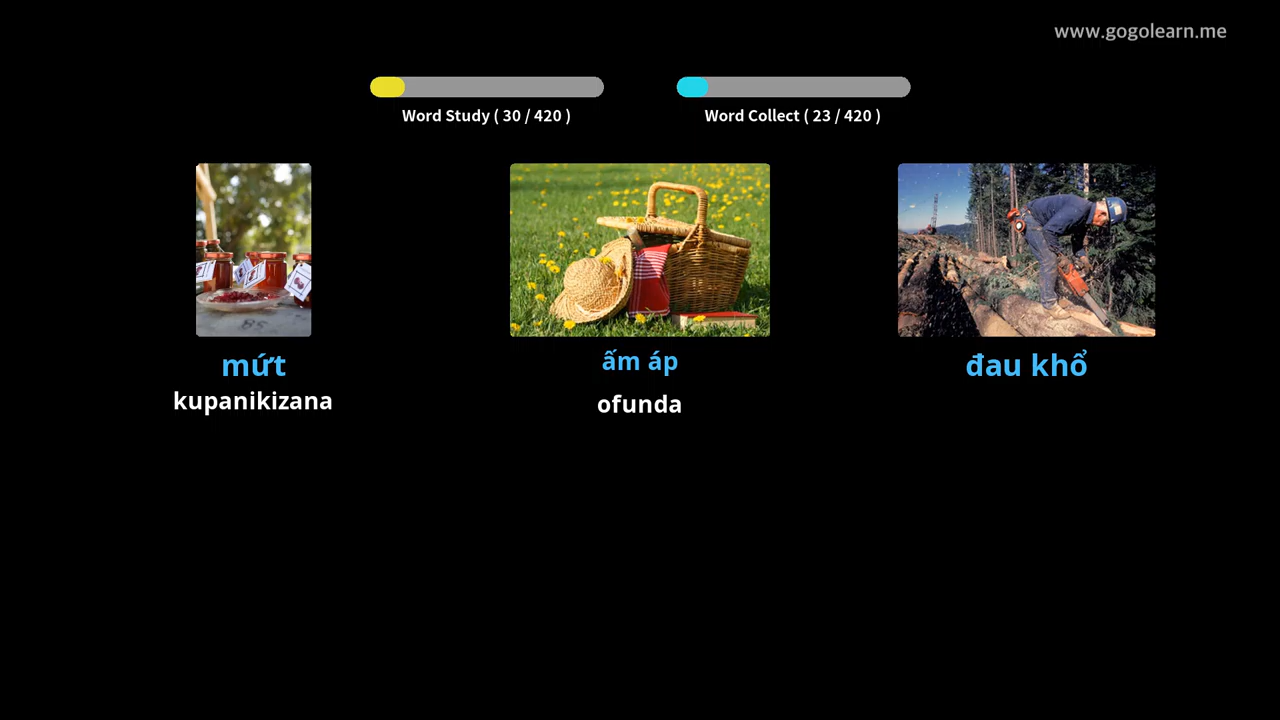 www.gogolearn.me
Word Study ( 30 / 420 )
Word Collect ( 23 / 420 )
mứt
ấm áp
đau khổ
kupanikizana
ofunda